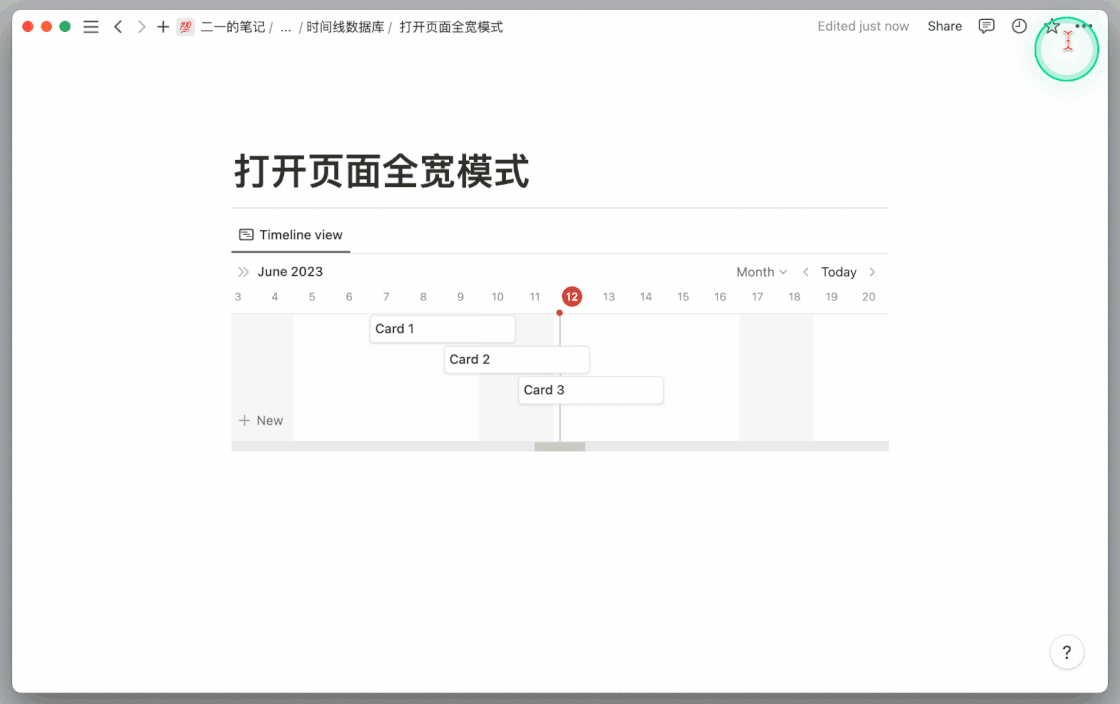 💯 二一的笔记 / ... / 时间线数据库 / 打开页面全宽模式 Edited just now Share
打开页面全宽模式
Timeline view
June 2023 Month Today
3 4 5 6 7 8 9 10 11 12 13 14 15 16 17 18 19 20
Card 1
Card 2
Card 3
+ New
?